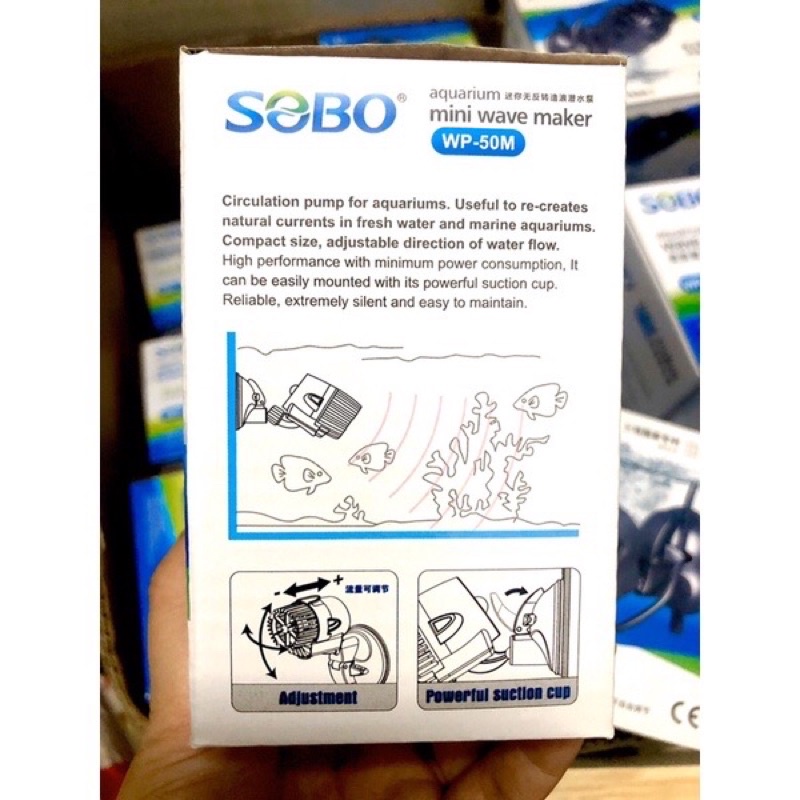 SOBO®
aquarium 迷你无反转造浪潜水泵
mini wave maker
WP-50M
Circulation pump for aquariums. Useful to re-creates
natural currents in fresh water and marine aquariums.
Compact size, adjustable direction of water flow.
High performance with minimum power consumption, It
can be easily mounted with its powerful suction cup.
Reliable, extremely silent and easy to maintain.
- +
流量可调节
Adjustment
Powerful suction cup
SOBO
CE